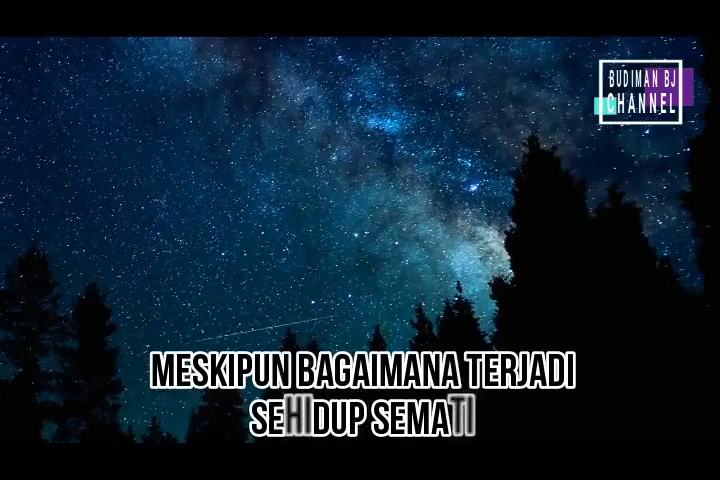 BUDIMAN BJ
CHANNEL
MESKIPUN BAGAIMANA TERJADI
SEHIDUP SEMATI